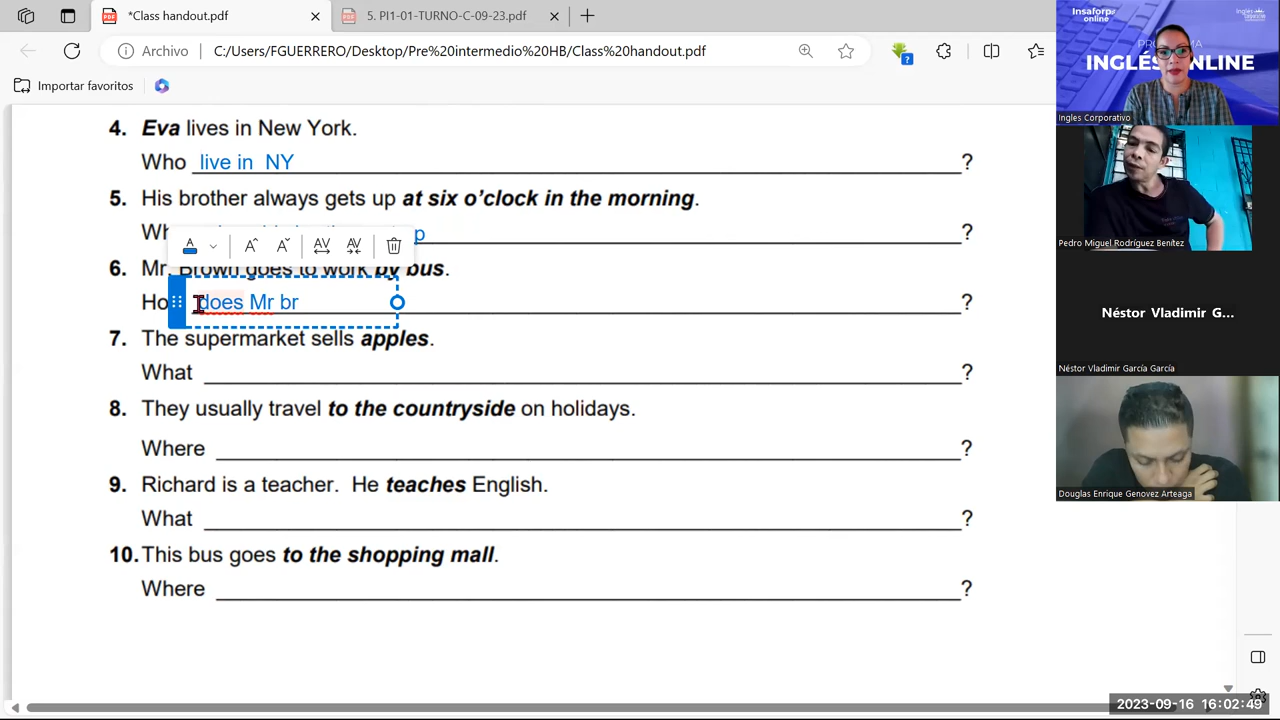 *Class handout.pdf
5. PI1-01-TURNO-C-09-23.pdf
Archivo
C:/Users/FGUERRERO/Desktop/Pre%20intermedio%20HB/Class%20handout.pdf
Importar favoritos
4. Eva lives in New York.
Who live in NY ?
5. His brother always gets up at six o'clock in the morning.
?
6. Mr. Brown goes to work by bus.
does Mr br ?
7. The supermarket sells apples.
What ?
8. They usually travel to the countryside on holidays.
Where ?
9. Richard is a teacher. He teaches English.
What ?
10. This bus goes to the shopping mall.
Where ?
Insaforp online
INGLÉS ONLINE
Ingles Corporativo
Pedro Miguel Rodríguez Benítez
Néstor Vladimir G...
Néstor Vladimir García García
Douglas Enrique Genovez Arteaga
2023-09-16 16:02:49